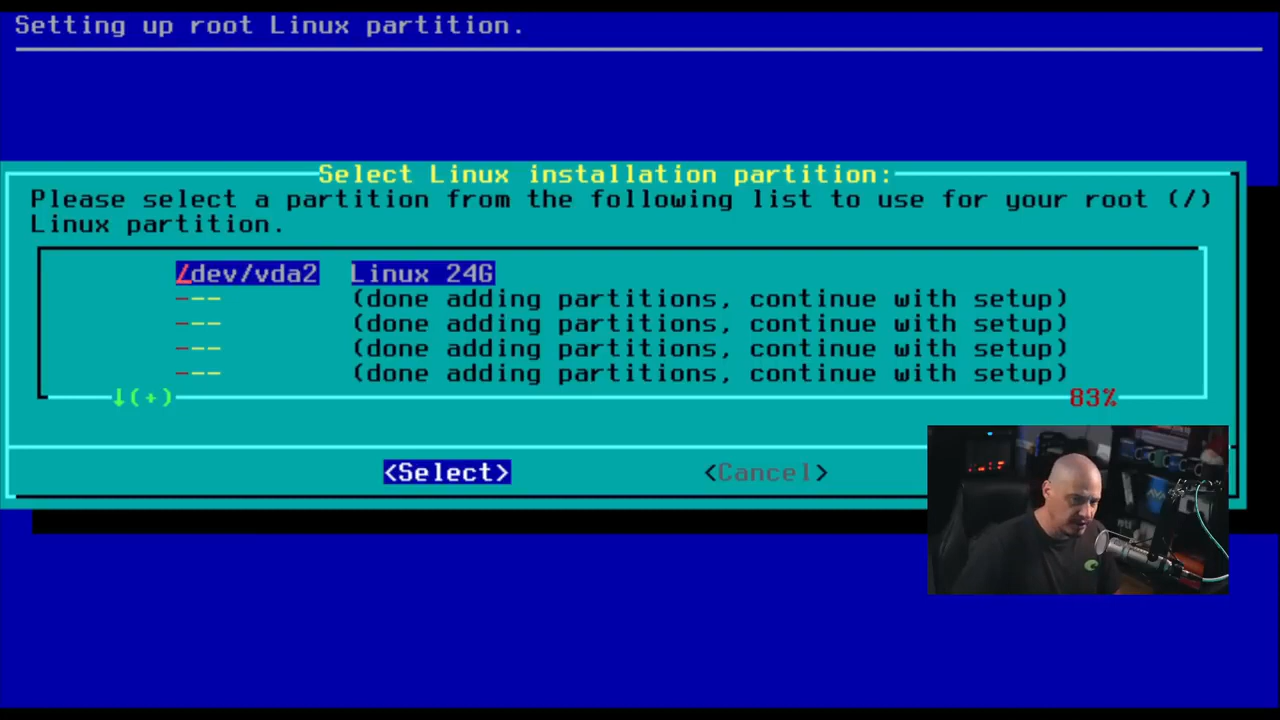 Setting up root Linux partition.
Select Linux installation partition:
Please select a partition from the following list to use for your root (/)
Linux partition.
/dev/vda2 Linux 24G
--- (done adding partitions, continue with setup)
--- (done adding partitions, continue with setup)
--- (done adding partitions, continue with setup)
--- (done adding partitions, continue with setup)
↓(+) 83%
<Select> <Cancel>